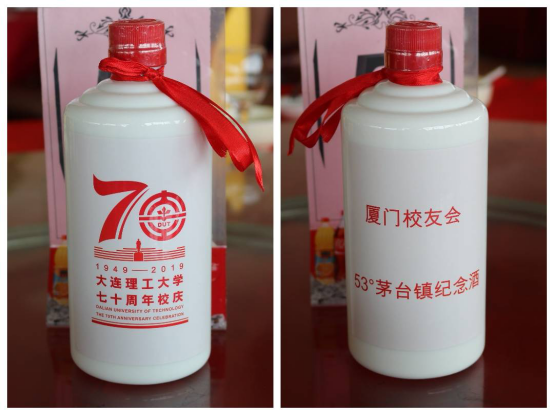 70
DUT
1949—2019
大连理工大学
七十周年校庆
DALIAN UNIVERSITY OF TECHNOLOGY
THE 70TH ANNIVERSARY CELEBRATION
厦门校友会
53°茅台镇纪念酒